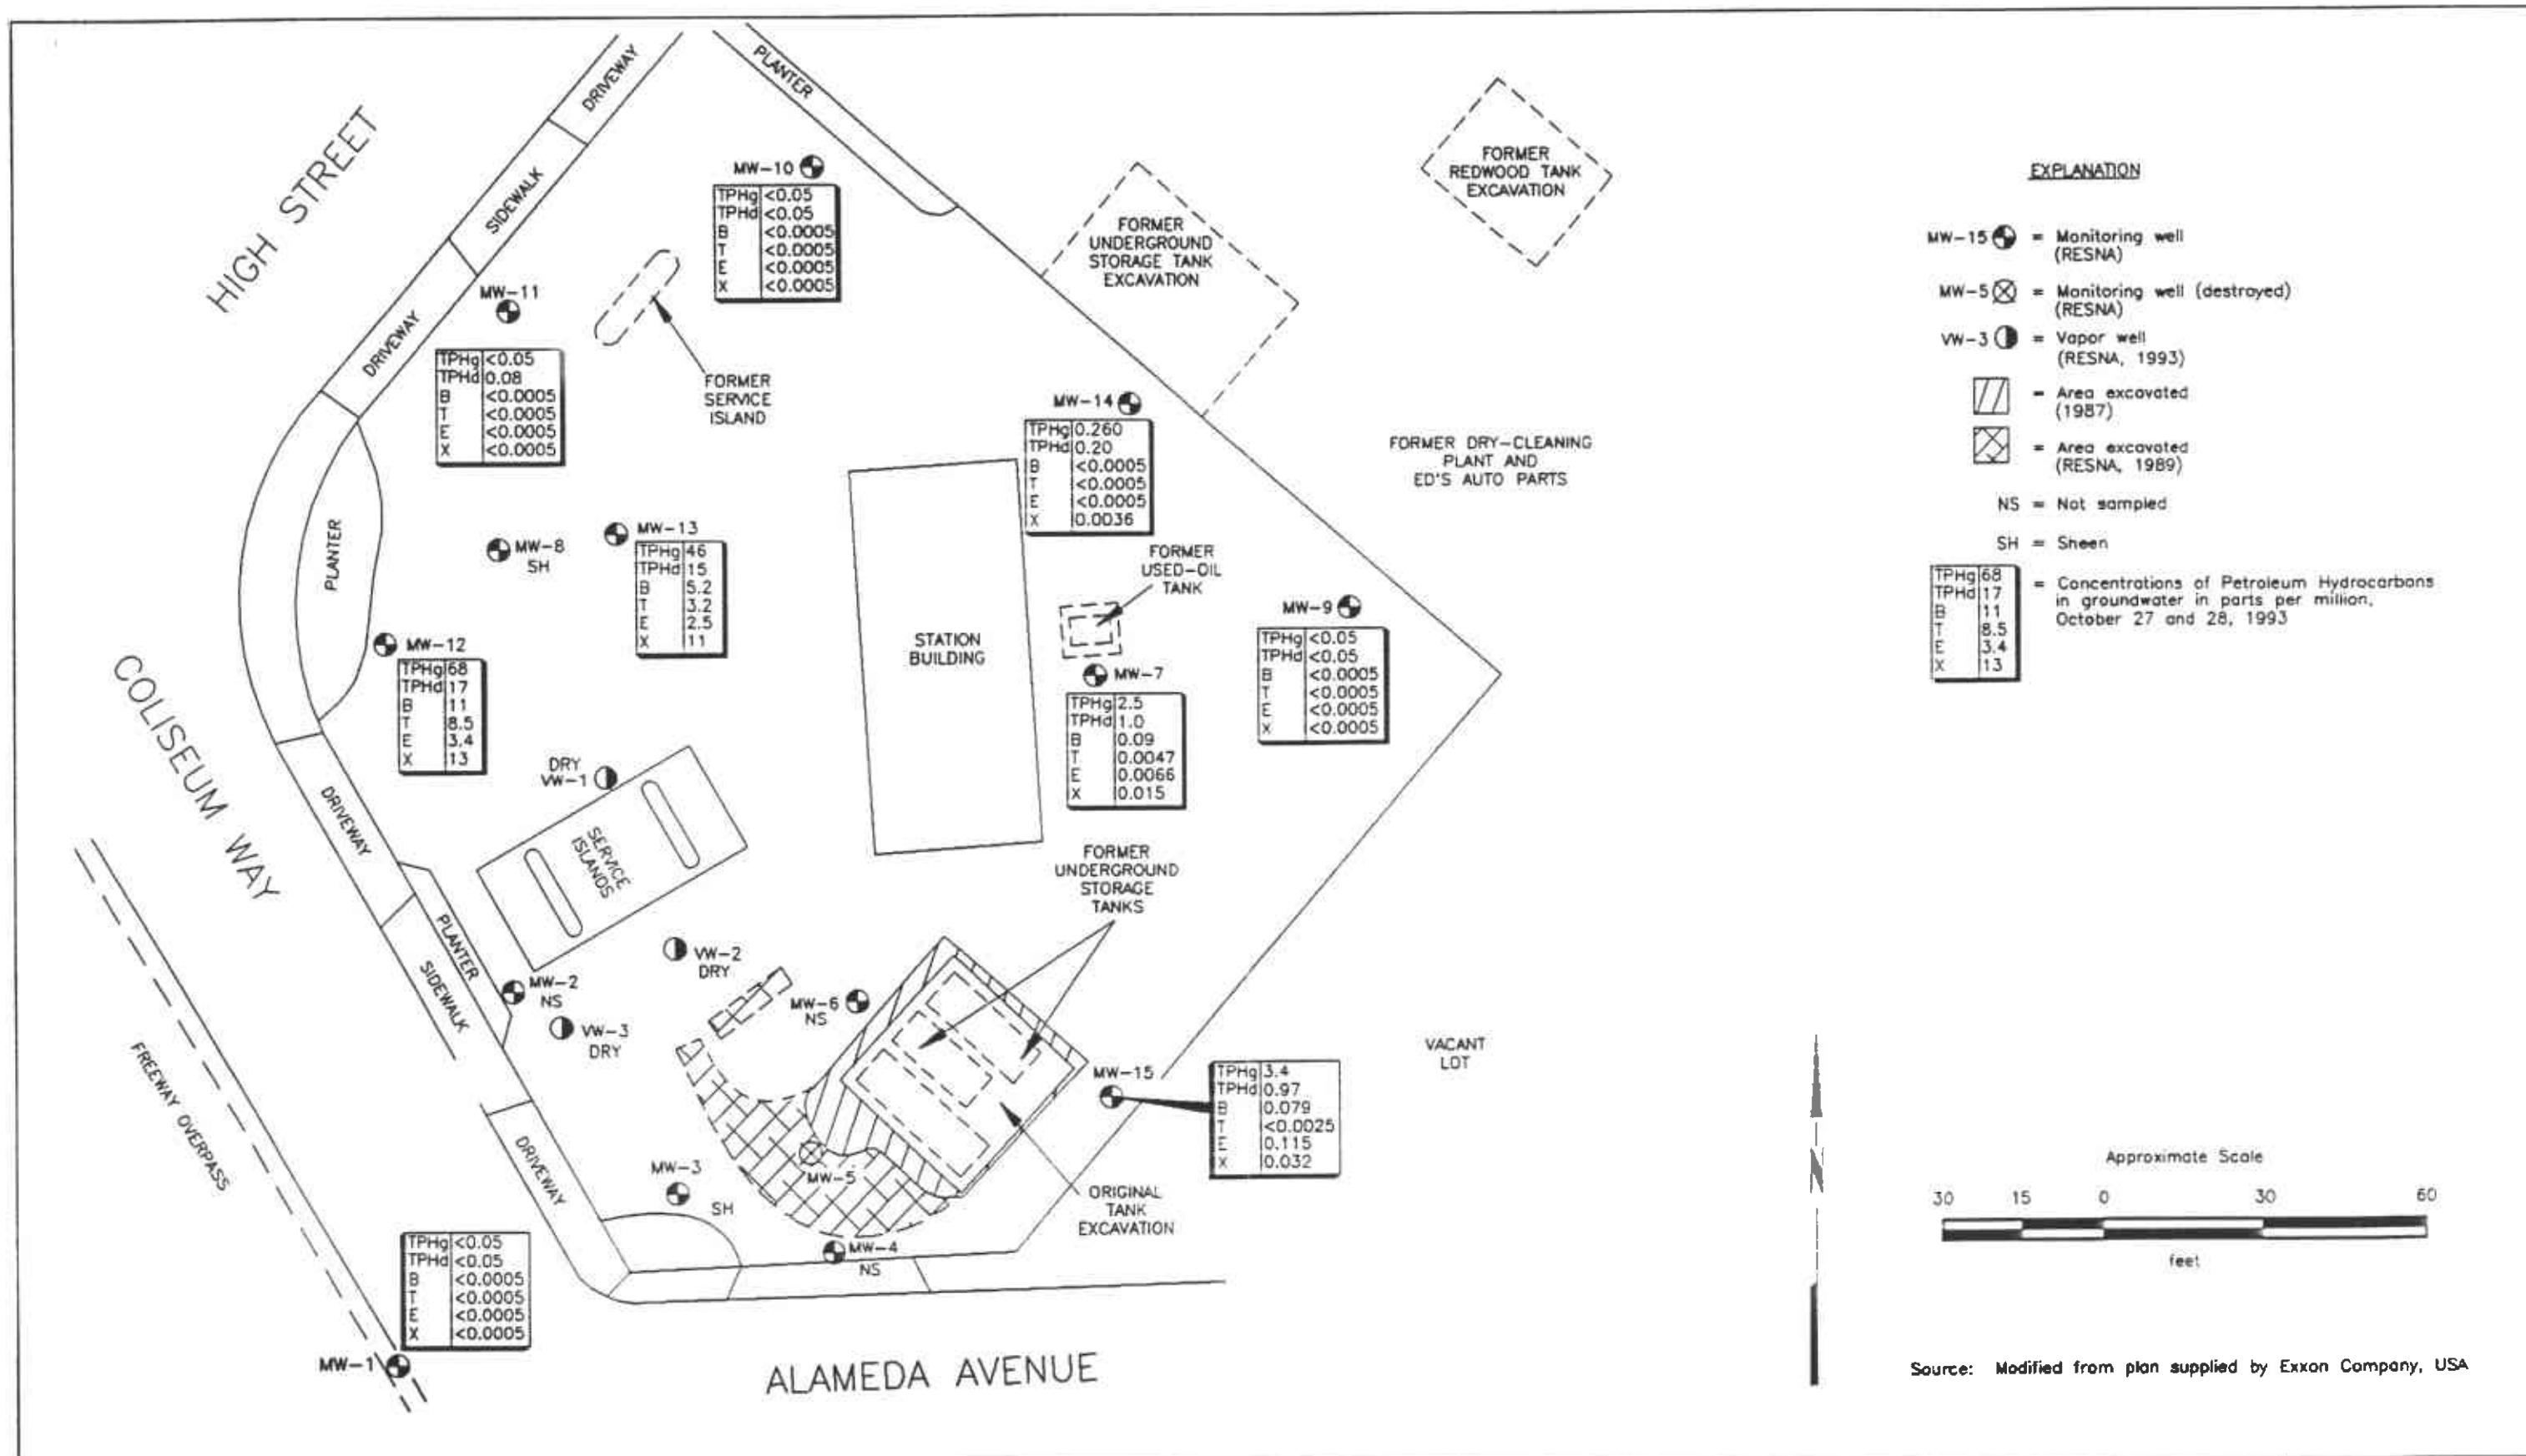 HIGH STREET
DRIVEWAY
SIDEWALK
DRIVEWAY
PLANTER
PLANTER
MW-10
TPHg <0.05
TPHd <0.05
B <0.0005
T <0.0005
E <0.0005
X <0.0005
FORMER
UNDERGROUND
STORAGE TANK
EXCAVATION
FORMER
REDWOOD TANK
EXCAVATION
MW-11
TPHg <0.05
TPHd 0.08
B <0.0005
T <0.0005
E <0.0005
X <0.0005
FORMER
SERVICE
ISLAND
MW-14
TPHg 0.260
TPHd 0.20
B <0.0005
T <0.0005
E <0.0005
X 0.0036
FORMER DRY-CLEANING
PLANT AND
ED'S AUTO PARTS
MW-8
SH
MW-13
TPHg 46
TPHd 15
B 5.2
T 3.2
E 2.5
X 11
FORMER
USED-OIL
TANK
MW-9
TPHg <0.05
TPHd <0.05
B <0.0005
T <0.0005
E <0.0005
X <0.0005
STATION
BUILDING
MW-12
TPHg 68
TPHd 17
B 11
T 8.5
E 3.4
X 13
MW-7
TPHg 2.5
TPHd 1.0
B 0.09
T 0.0047
E 0.0066
X 0.015
COLISEUM WAY
DRIVEWAY
DRY
VW-1
SERVICE
ISLANDS
FORMER
UNDERGROUND
STORAGE
TANKS
PLANTER
SIDEWALK
MW-2
NS
VW-2
DRY
VW-3
DRY
MW-6
NS
MW-15
TPHg 3.4
TPHd 0.97
B 0.079
T <0.0025
E 0.115
X 0.032
VACANT
LOT
FREEWAY OVERPASS
DRIVEWAY
MW-3
SH
MW-5
ORIGINAL
TANK
EXCAVATION
MW-4
NS
TPHg <0.05
TPHd <0.05
B <0.0005
T <0.0005
E <0.0005
X <0.0005
MW-1
ALAMEDA AVENUE
EXPLANATION
MW-15 = Monitoring well
(RESNA)
MW-5 = Monitoring well (destroyed)
(RESNA)
VW-3 = Vapor well
(RESNA, 1993)
= Area excavated
(1987)
= Area excavated
(RESNA, 1989)
NS = Not sampled
SH = Sheen
TPHg 68
TPHd 17
B 11
T 8.5
E 3.4
X 13
= Concentrations of Petroleum Hydrocarbons
in groundwater in parts per million,
October 27 and 28, 1993
N
Approximate Scale
30 15 0 30 60
feet
Source: Modified from plan supplied by Exxon Company, USA